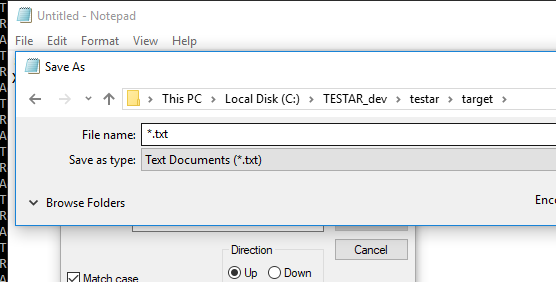 Untitled - Notepad
File Edit Format View Help
Save As
This PC > Local Disk (C:) > TESTAR_dev > testar > target >
File name: *.txt
Save as type: Text Documents (*.txt)
Browse Folders
Direction
Cancel
Match case
Up Down